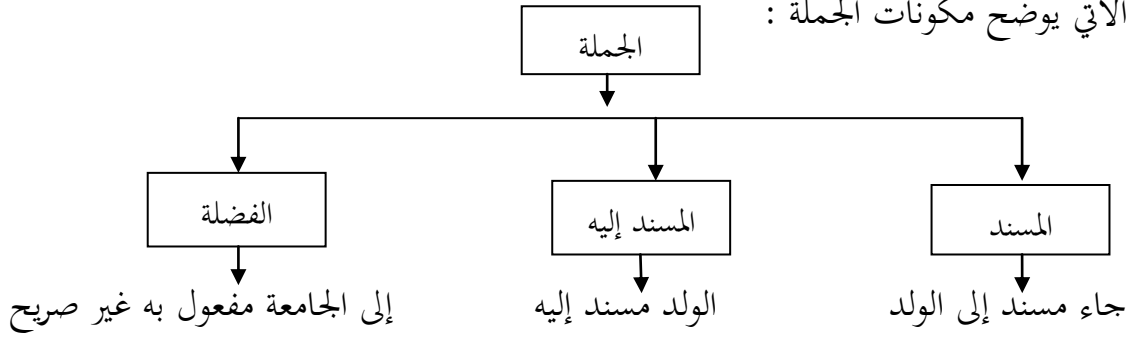 الآتي يوضح مكونات الجملة :
الجملة
المسند
المسند إليه
الفضلة
جاء مسند إلى الولد
الولد مسند إليه
إلى الجامعة مفعول به غير صريح